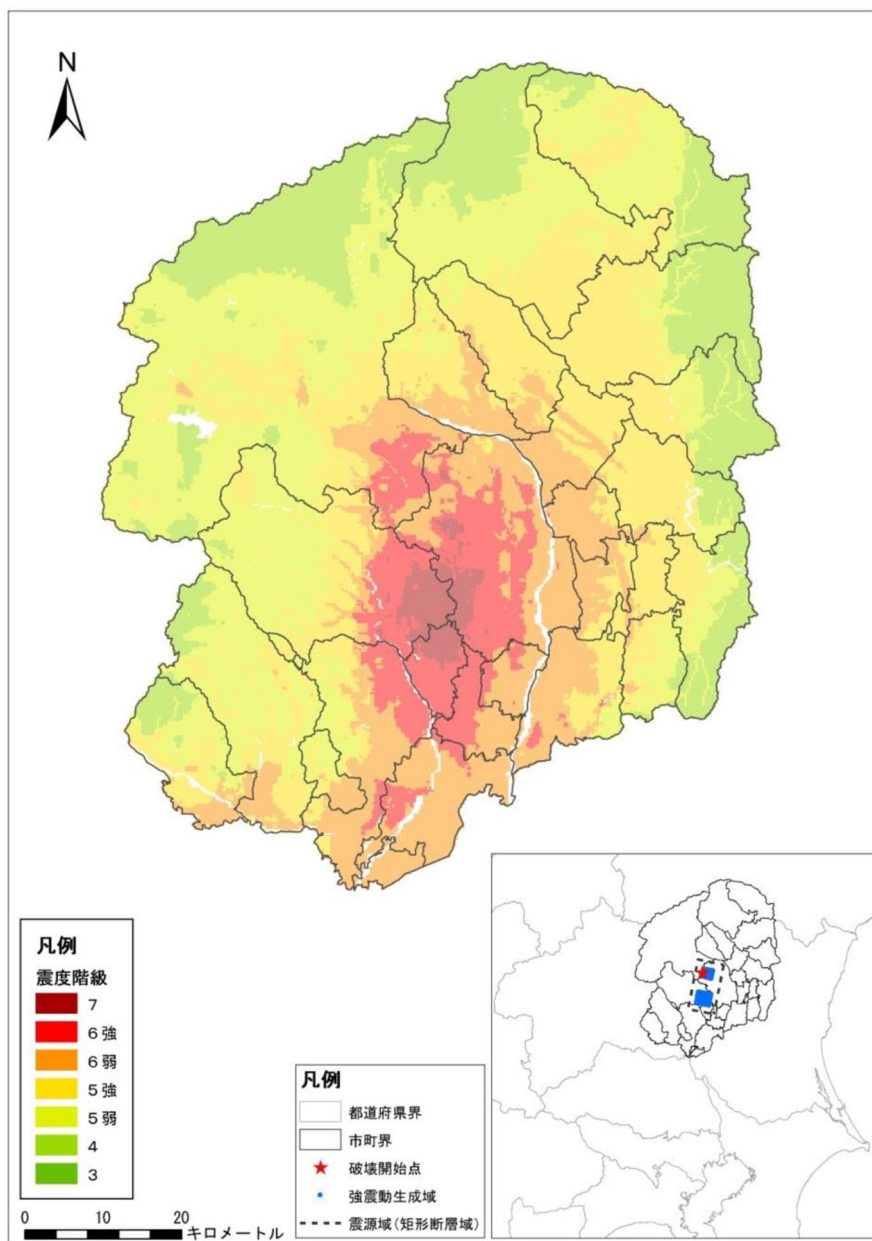 N
凡例
震度階級
7
6強
6弱
5強
5弱
4
3
0 10 20
キロメートル
凡例
都道府県界
市町界
破壊開始点
強震動生成域
震源域(矩形断層域)